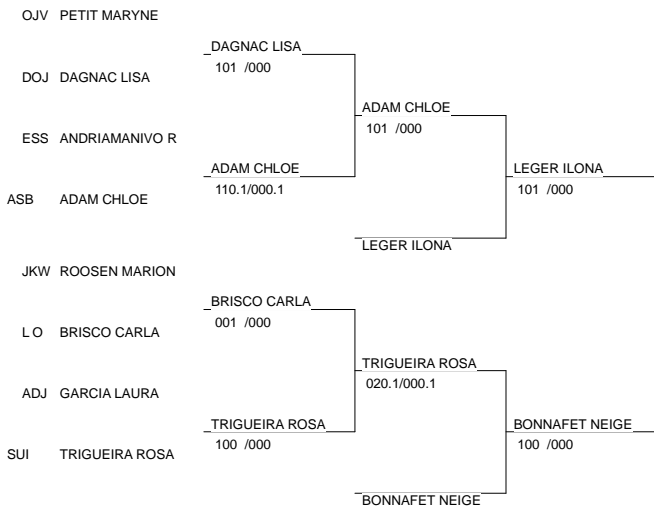 OJV PETIT MARYNE
DAGNAC LISA
101 /000
DOJ DAGNAC LISA
ADAM CHLOE
101 /000
ESS ANDRIAMANIVO R
ADAM CHLOE
110.1/000.1
LEGER ILONA
101 /000
ASB ADAM CHLOE
LEGER ILONA
JKW ROOSEN MARION
BRISCO CARLA
001 /000
L O BRISCO CARLA
TRIGUEIRA ROSA
020.1/000.1
ADJ GARCIA LAURA
TRIGUEIRA ROSA
100 /000
BONNAFET NEIGE
100 /000
SUI TRIGUEIRA ROSA
BONNAFET NEIGE